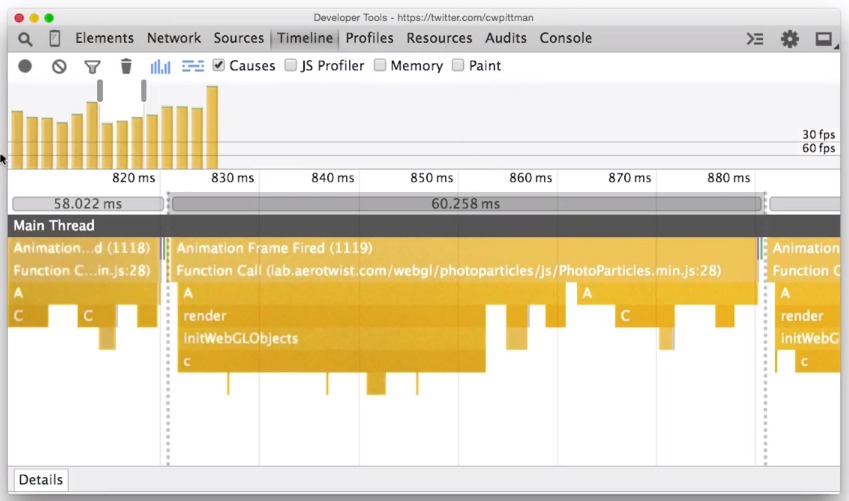 Developer Tools - https://twitter.com/cwpittman
Elements Network Sources Timeline Profiles Resources Audits Console
Causes JS Profiler Memory Paint
30 fps
60 fps
820 ms 830 ms 840 ms 850 ms 860 ms 870 ms 880 ms
58.022 ms 60.258 ms
Main Thread
Animation...d (1118) Animation Frame Fired (1119) Animation
Function C...in.js:28) Function Call (lab.aerotwist.com/webgl/photoparticles/js/PhotoParticles.min.js:28) Function C
A A A A
C C render C render
initWebGLObjects initWebGL
c c
Details